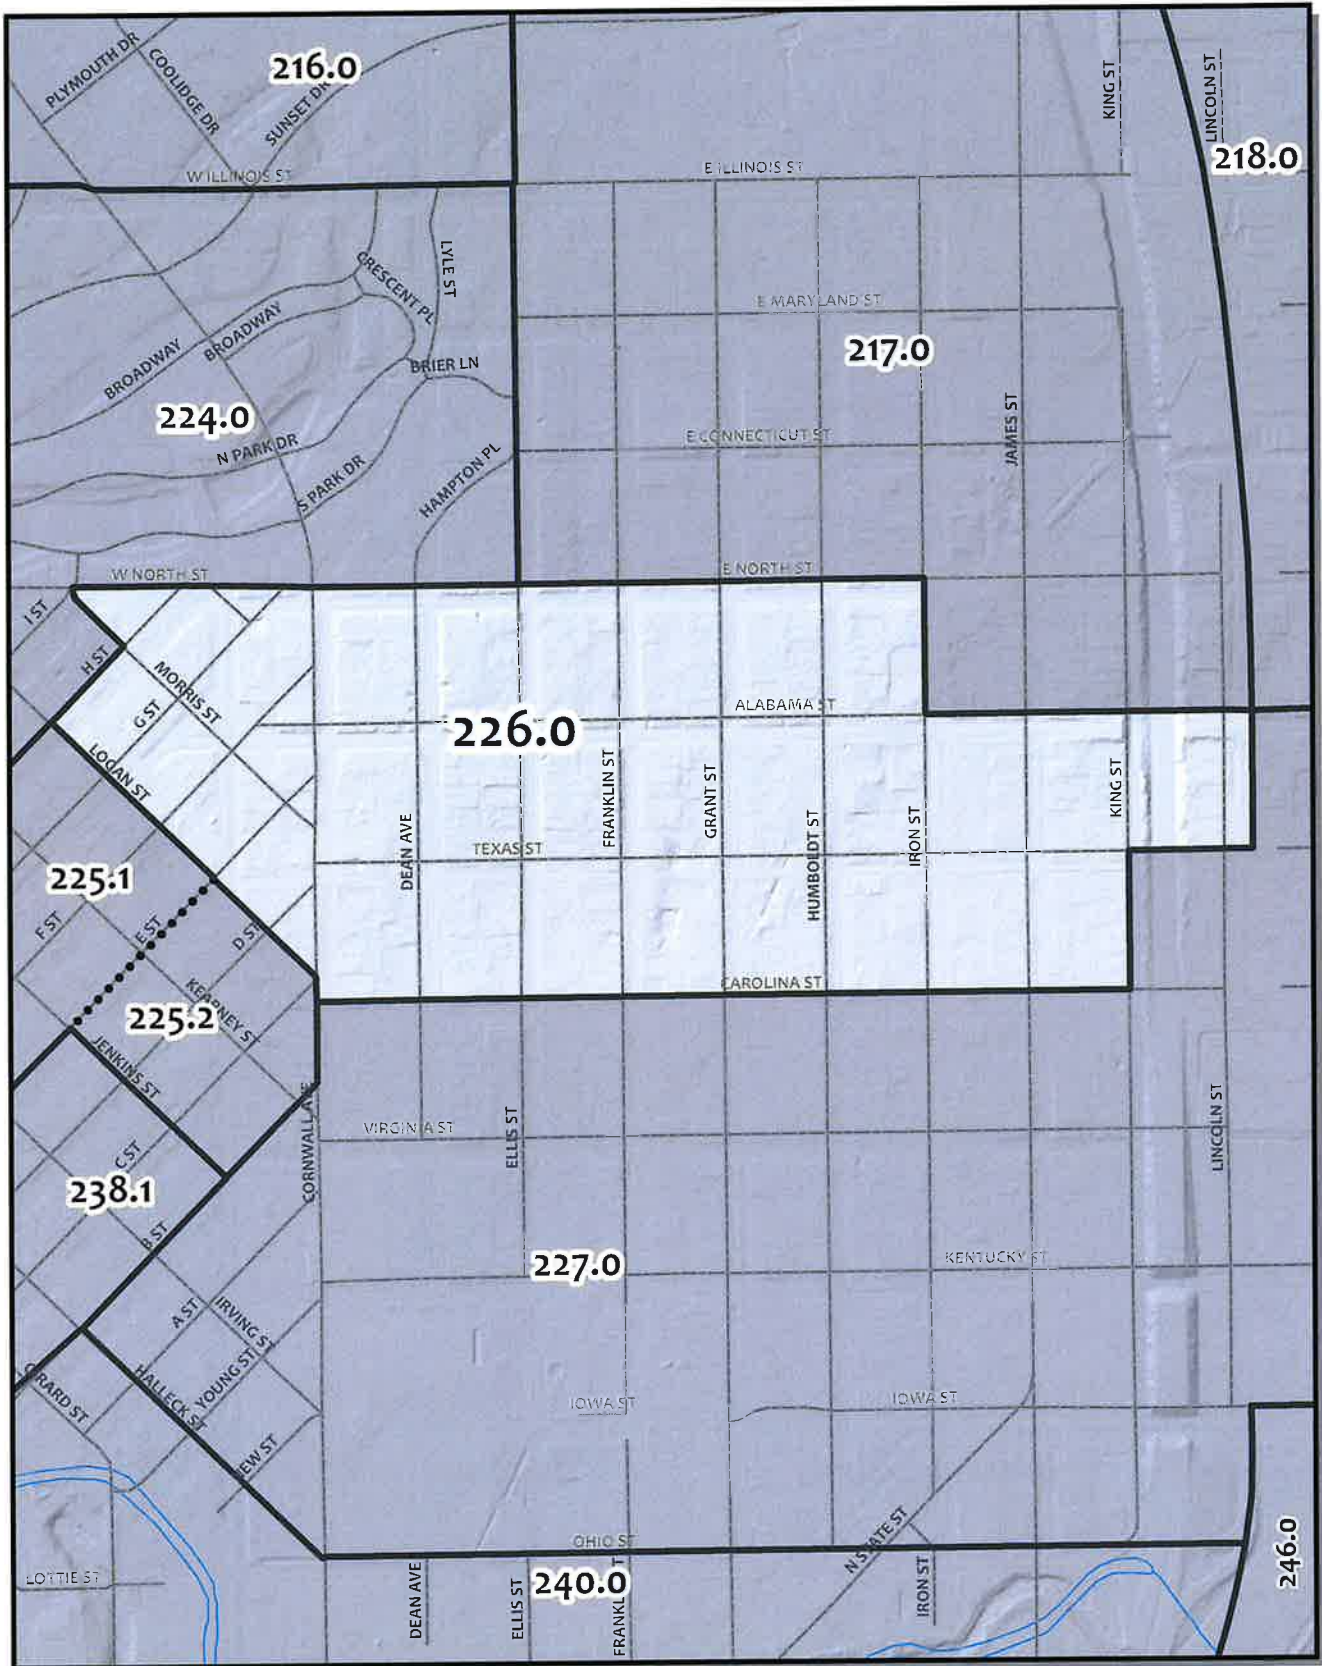 PLYMOUTH DR
COOLIDGE DR
216.0
SUNSET DR
KING ST
LINCOLN ST
218.0
W ILLINOIS ST
E ILLINOIS ST
LYLE ST
CRESCENT PL
E MARYLAND ST
BROADWAY
BROADWAY
217.0
BRIER LN
224.0
N PARK DR
E CONNECTICUT ST
JAMES ST
S PARK DR
HAMPTON PL
W NORTH ST
E NORTH ST
I ST
H ST
MORRIS ST
G ST
226.0
ALABAMA ST
LOGAN ST
FRANKLIN ST
GRANT ST
KING ST
DEAN AVE
TEXAS ST
HUMBOLDT ST
IRON ST
225.1
F ST
E ST
D ST
CAROLINA ST
225.2
KEARNEY ST
JENKINS ST
CORNWALL AVE
VIRGINIA ST
ELLIS ST
LINCOLN ST
C ST
238.1
B ST
227.0
KENTUCKY ST
A ST
IRVING ST
YOUNG ST
HALLECK ST
IOWA ST
IOWA ST
OHIO ST
N STATE ST
246.0
LOTTIE ST
DEAN AVE
ELLIS ST
240.0
IRON ST